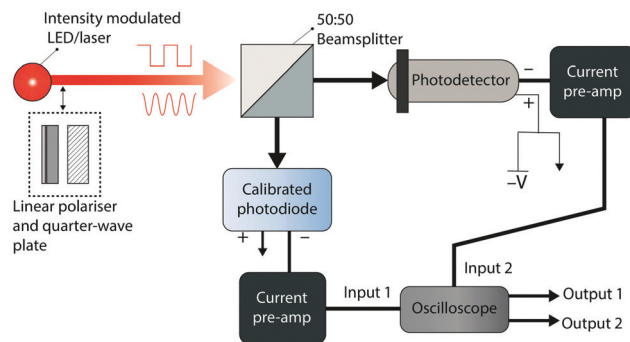 Intensity modulated
LED/laser
50:50
Beamsplitter
Photodetector
−
+
Current
pre-amp
−V
Linear polariser
and quarter-wave
plate
Calibrated
photodiode
+
−
Current
pre-amp
Input 1
Input 2
Oscilloscope
Output 1
Output 2